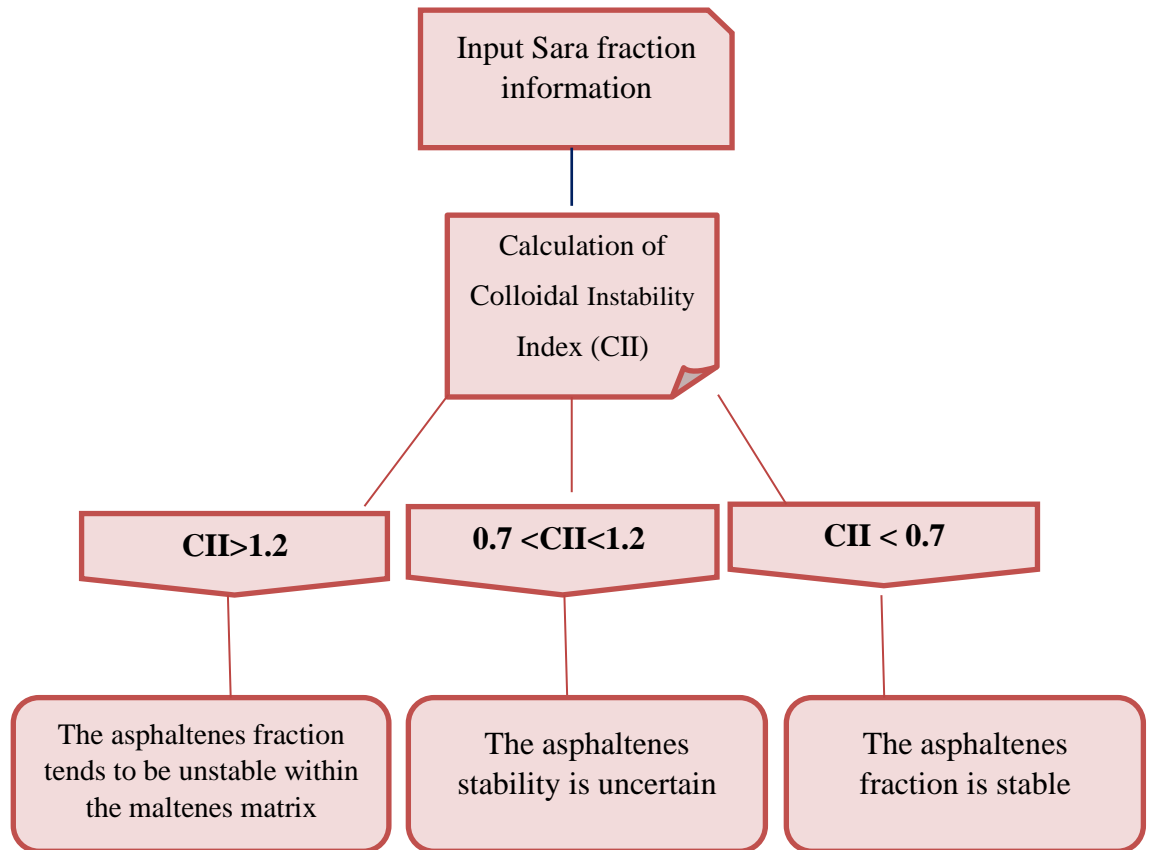 Input Sara fraction
information
Calculation of
Colloidal Instability
Index (CII)
CII>1.2
0.7 <CII<1.2
CII < 0.7
The asphaltenes fraction
tends to be unstable within
the maltenes matrix
The asphaltenes
stability is uncertain
The asphaltenes
fraction is stable